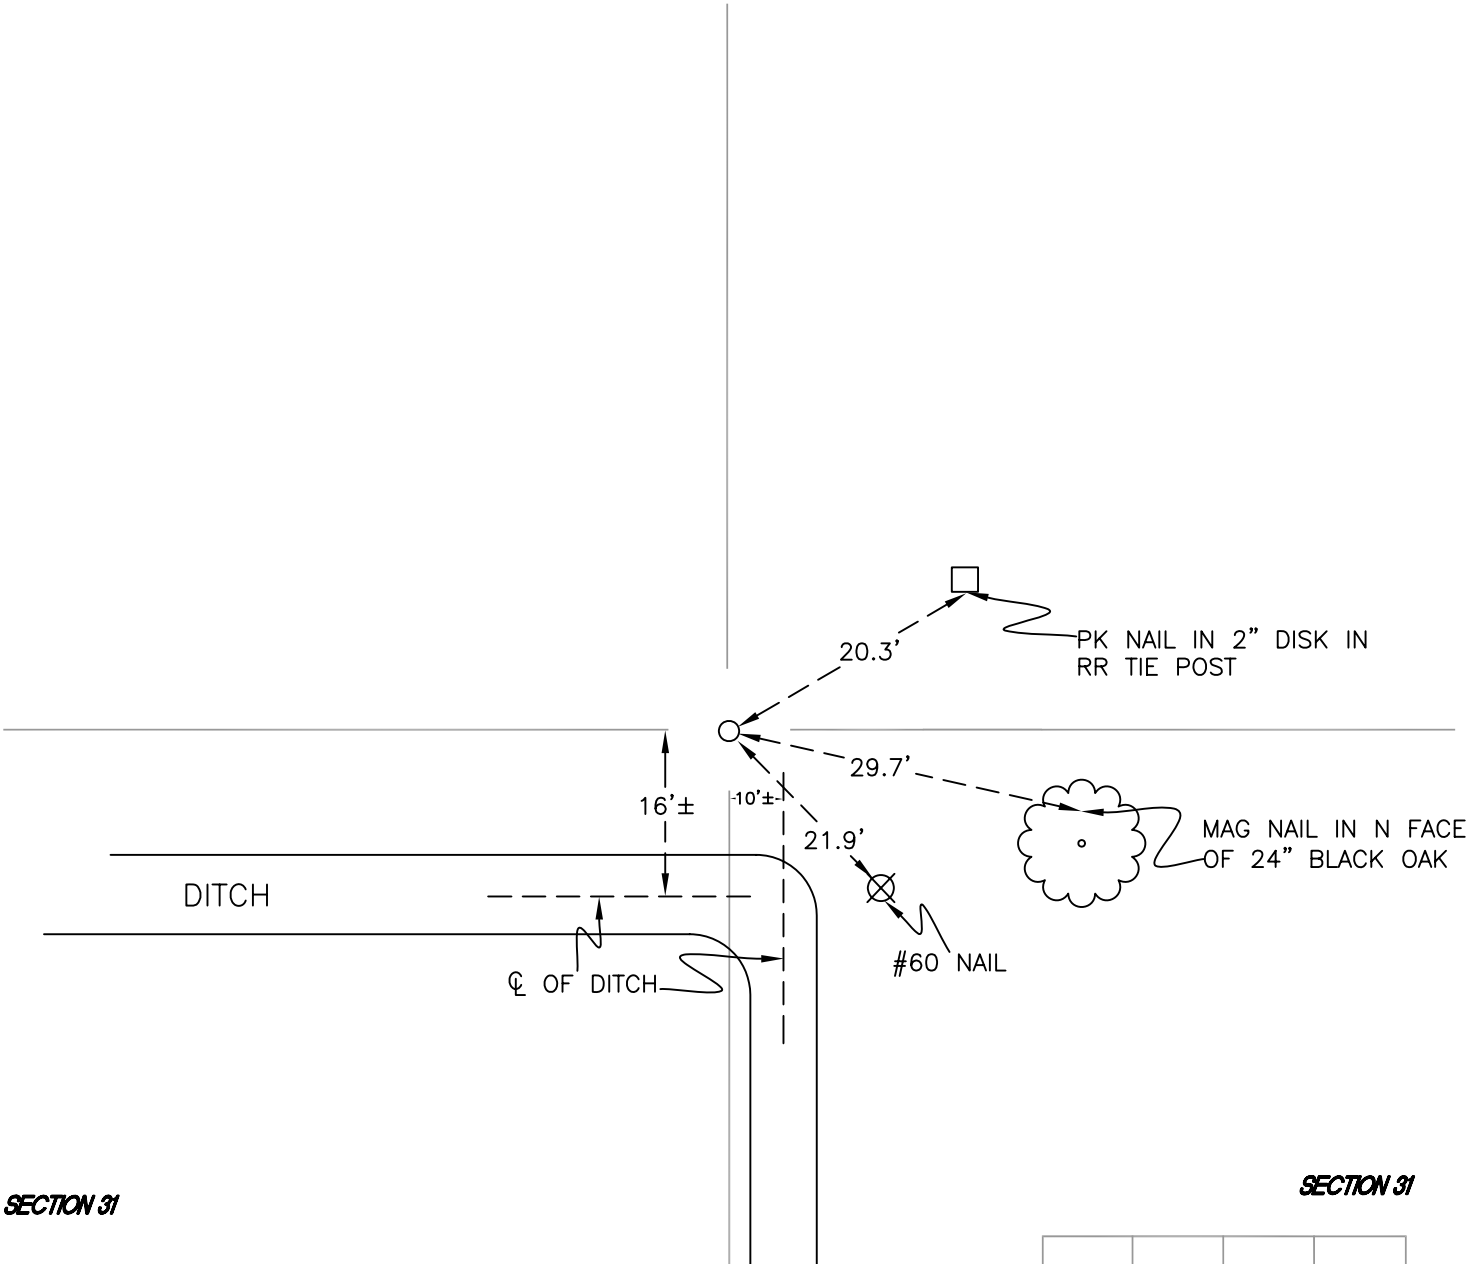 20.3'
PK NAIL IN 2" DISK IN
RR TIE POST
29.7'
16'±
10'±
21.9'
MAG NAIL IN N FACE
OF 24" BLACK OAK
DITCH
#60 NAIL
℄ OF DITCH
SECTION 31
SECTION 31